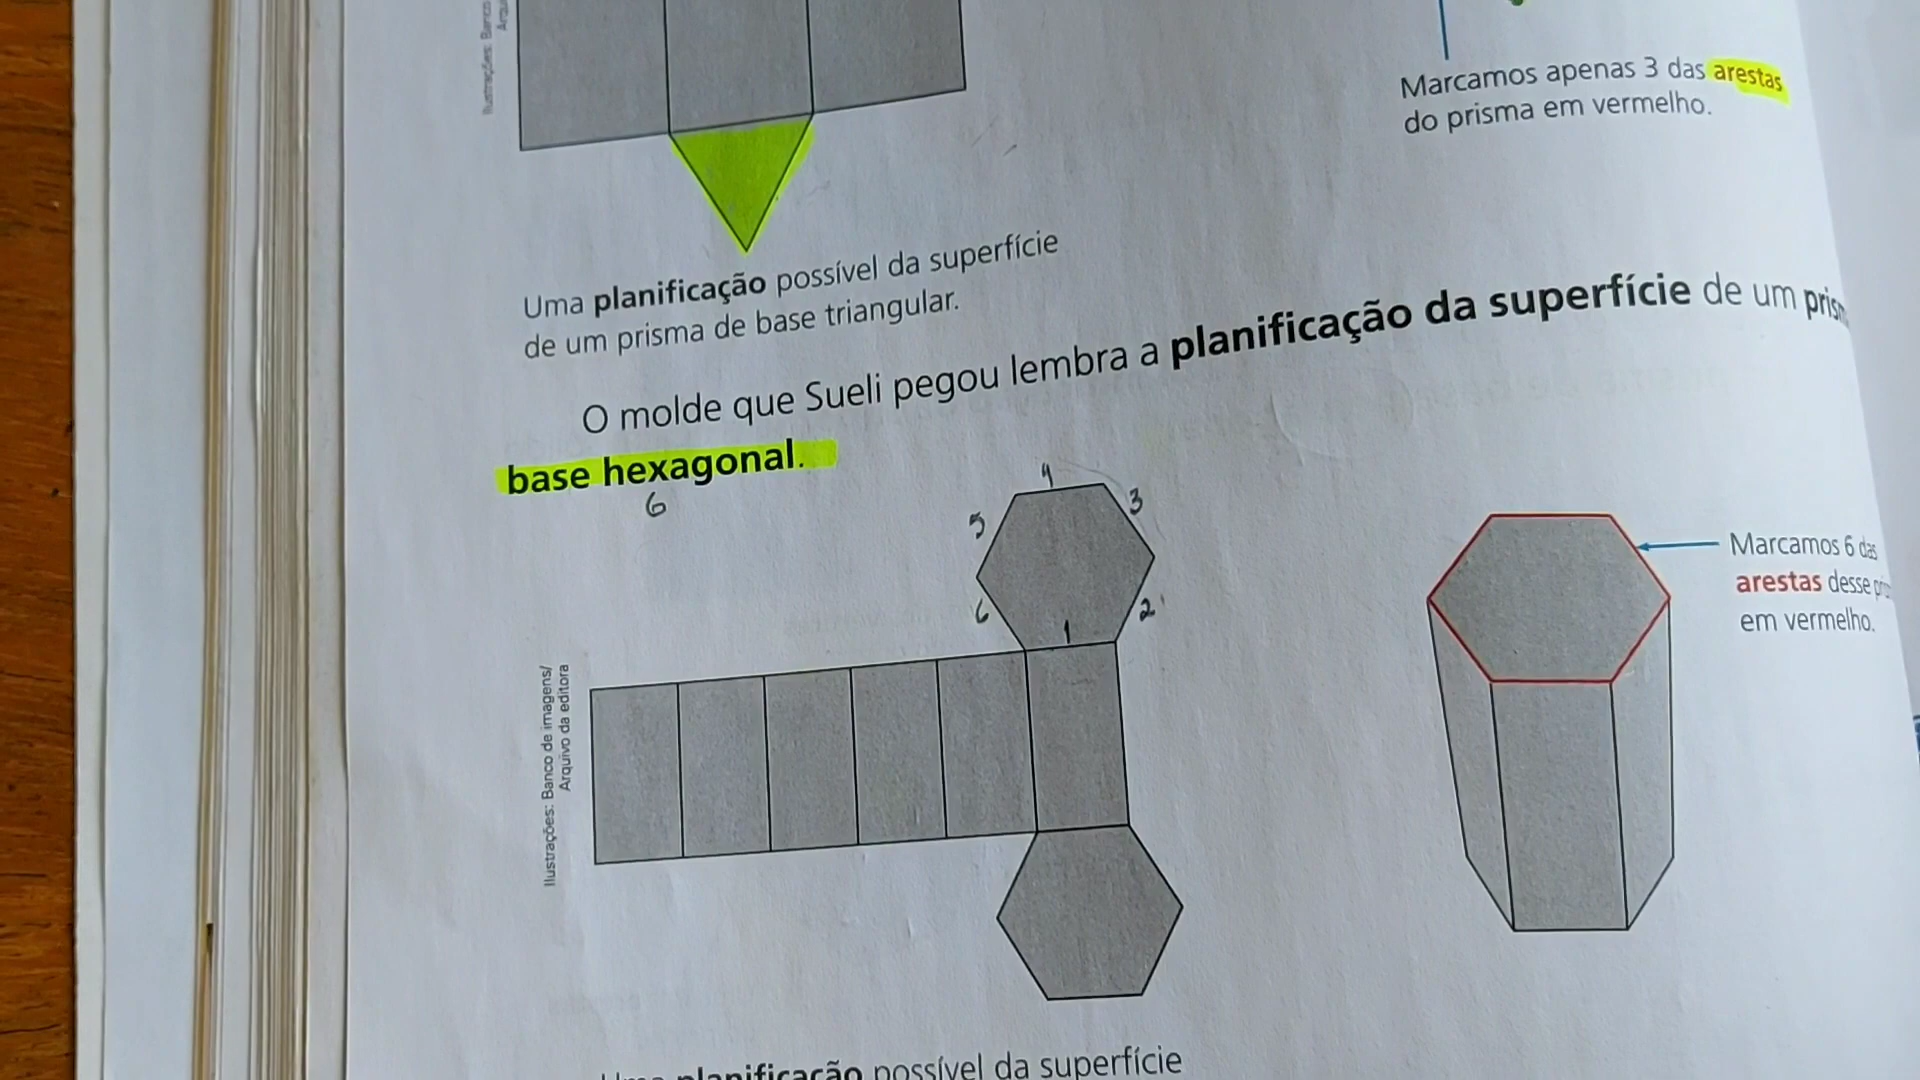 Marcamos apenas 3 das arestas
do prisma em vermelho.
Uma planificação possível da superfície
de um prisma de base triangular.
O molde que Sueli pegou lembra a planificação da superfície de um
base hexagonal.
6
4
3
5
6
2
1
Marcamos 6 das
arestas desse
em vermelho.
Ilustrações: Banco de imagens/
Arquivo da editora
planificação possível da superfície